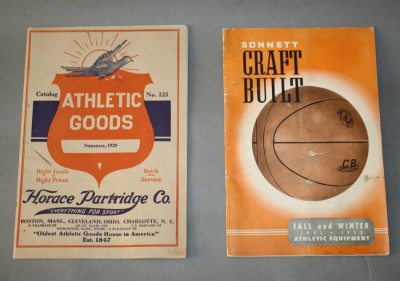 Catalog No. 125
ATHLETIC
GOODS
Summer, 1929
Right Goods
Right Prices
Quick
Service
Horace Partridge Co.
"EVERYTHING FOR SPORT"
BOSTON, MASS., CLEVELAND, OHIO, CHARLOTTE, N. C.
"Oldest Athletic Goods House in America"
Est. 1847
SONNETT
CRAFT
BUILT
C.B.
FALL and WINTER
ATHLETIC EQUIPMENT